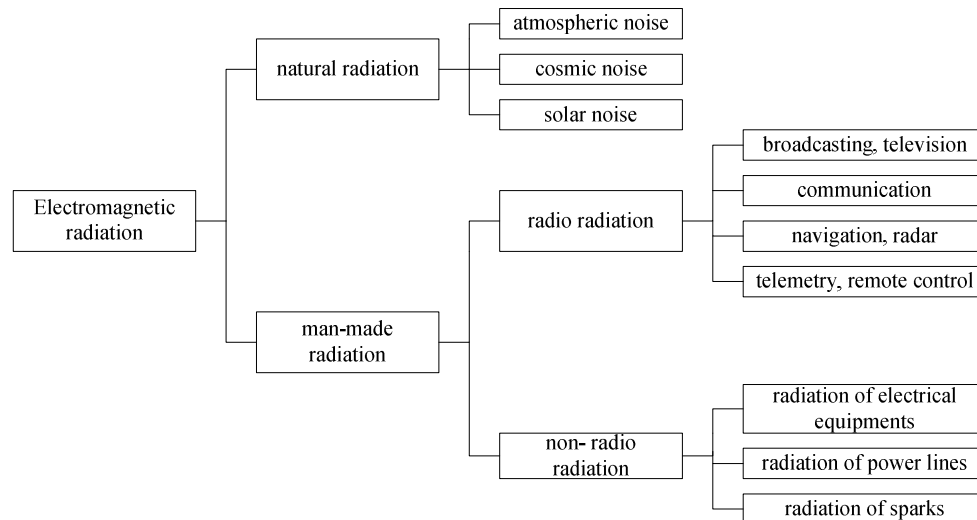 atmospheric noise
natural radiation
cosmic noise
solar noise
broadcasting, television
Electromagnetic
radiation
radio radiation
communication
navigation, radar
telemetry, remote control
man-made
radiation
radiation of electrical
equipments
non- radio
radiation
radiation of power lines
radiation of sparks